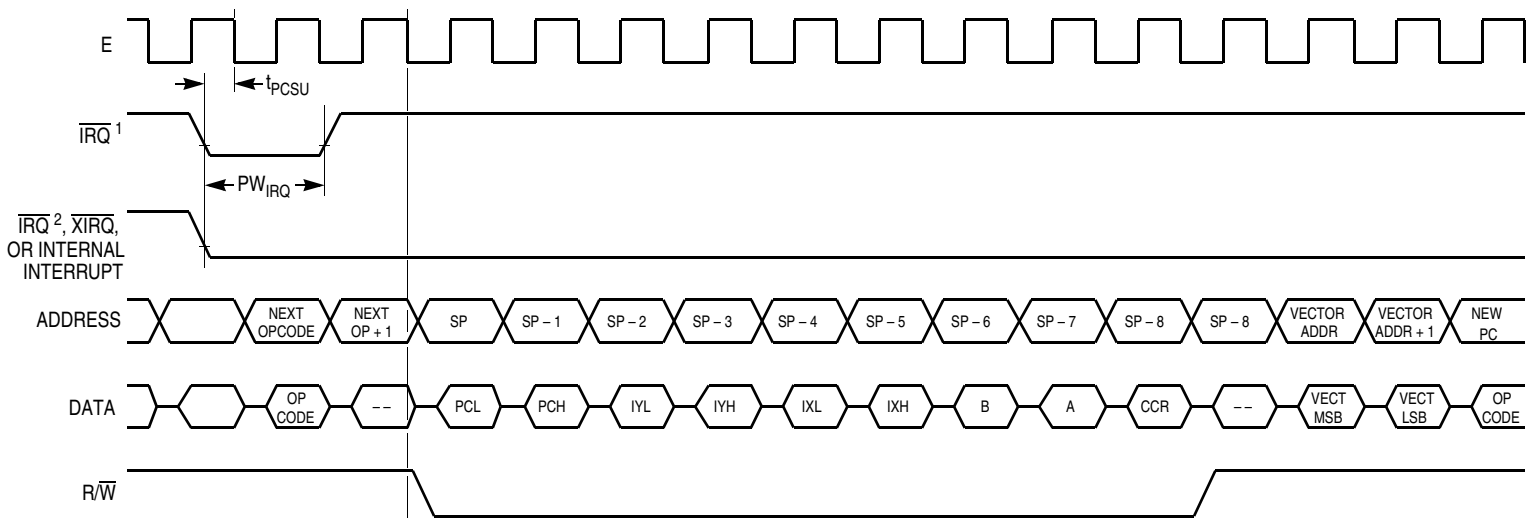 E
tPCSU
IRQ 1
PWIRQ
IRQ 2, XIRQ,
OR INTERNAL
INTERRUPT
ADDRESS
NEXT
OPCODE
NEXT
OP + 1
SP
SP – 1
SP – 2
SP – 3
SP – 4
SP – 5
SP – 6
SP – 7
SP – 8
SP – 8
VECTOR
ADDR
VECTOR
ADDR + 1
NEW
PC
DATA
OP
CODE
– –
PCL
PCH
IYL
IYH
IXL
IXH
B
A
CCR
– –
VECT
MSB
VECT
LSB
OP
CODE
R/W